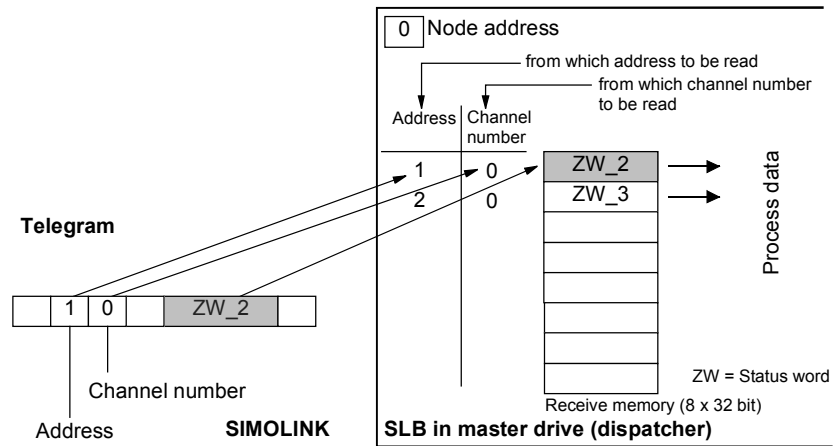 0 Node address
from which address to be read
from which channel number
to be read
Address
Channel
number
1 0 ZW_2
2 0 ZW_3
Process data
Telegram
1 0 ZW_2
Channel number
Address
SIMOLINK
ZW = Status word
Receive memory (8 x 32 bit)
SLB in master drive (dispatcher)